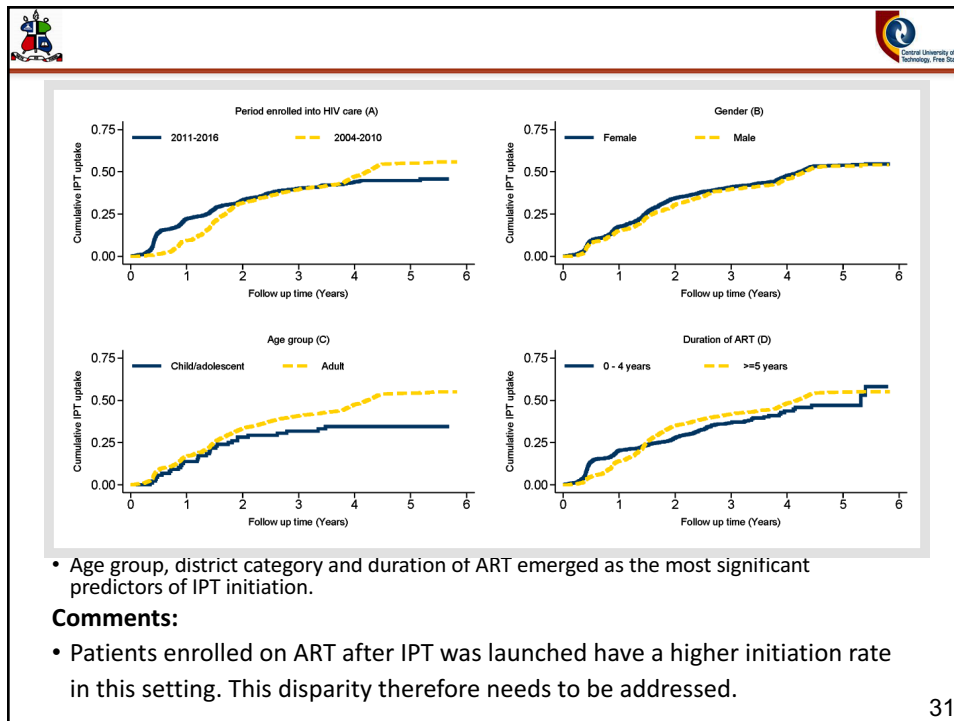 Central University of
Technology, Free Sta
Period enrolled into HIV care (A)
2011-2016
2004-2010
Cumulative IPT uptake
0.75
0.50
0.25
0.00
0 1 2 3 4 5 6
Follow up time (Years)
Gender (B)
Female
Male
Cumulative IPT uptake
0.75
0.50
0.25
0.00
0 1 2 3 4 5 6
Follow up time (Years)
Age group (C)
Child/adolescent
Adult
Cumulative IPT uptake
0.75
0.50
0.25
0.00
0 1 2 3 4 5 6
Follow up time (Years)
Duration of ART (D)
0 - 4 years
>=5 years
Cumulative IPT uptake
0.75
0.50
0.25
0.00
0 1 2 3 4 5 6
Follow up time (Years)
• Age group, district category and duration of ART emerged as the most significant
predictors of IPT initiation.
Comments:
• Patients enrolled on ART after IPT was launched have a higher initiation rate
in this setting. This disparity therefore needs to be addressed.
31